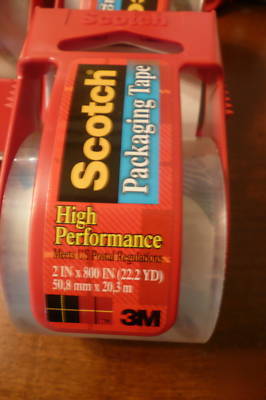 Scotch
Packaging Tape
High
Performance
Meets US Postal Regulations
2 IN x 800 IN (22.2 YD)
50,8 mm x 20,3 m
3M